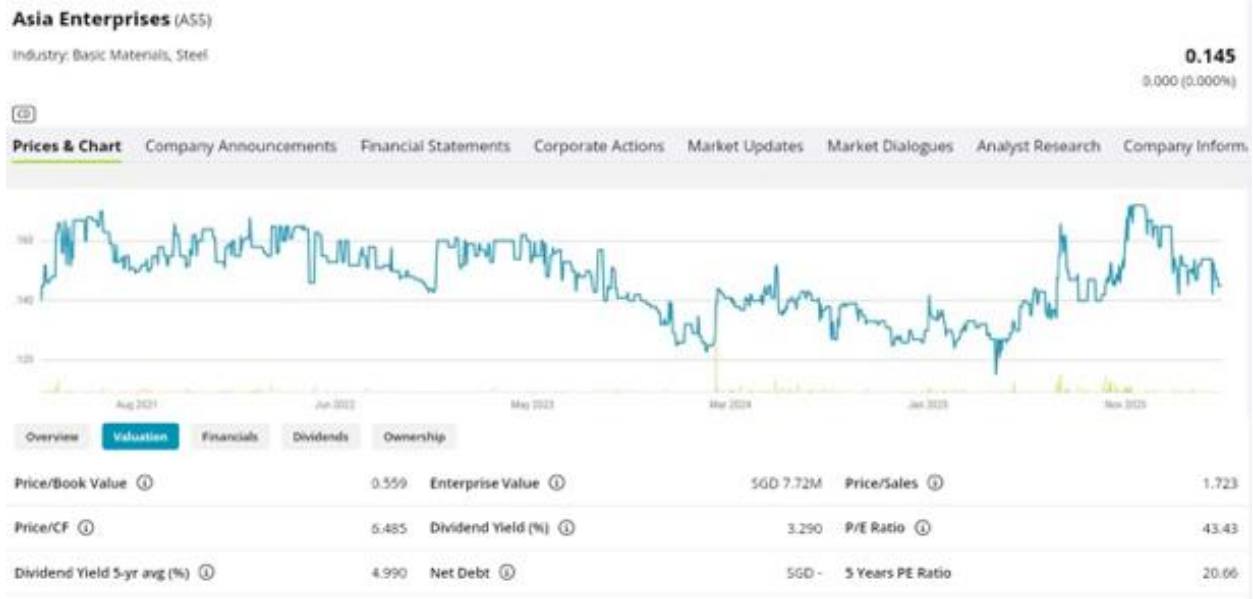 Asia Enterprises (A55)
Industry: Basic Materials, Steel
0.145
0.000 (0.000%)
CD
Prices & Chart Company Announcements Financial Statements Corporate Actions Market Updates Market Dialogues Analyst Research Company Inform
.160
.140
.120
Aug 2021 Jun 2022 May 2023 Mar 2024 Jan 2025 Nov 2025
Overview Valuation Financials Dividends Ownership
Price/Book Value 0.559 Enterprise Value SGD 7.72M Price/Sales 1.723
Price/CF 6.485 Dividend Yield (%) 3.290 P/E Ratio 43.43
Dividend Yield 5-yr avg (%) 4.990 Net Debt SGD - 5 Years PE Ratio 20.66